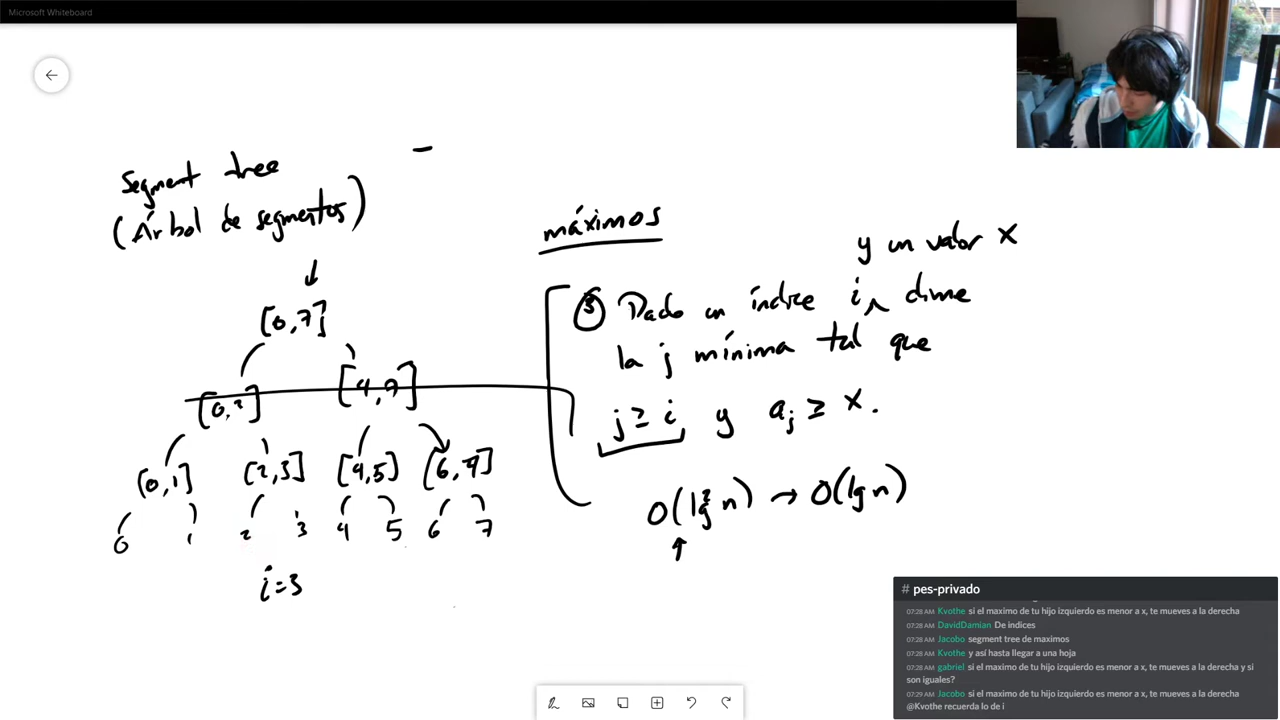 Microsoft Whiteboard
Segment tree
(Árbol de segmentos)
[0,7]
[0,3] [4,7]
[0,1] [2,3] [4,5] [6,7]
0 1 2 3 4 5 6 7
i=3
máximos
y un valor x
③ Dado un índice i, dime
la j mínima tal que
j ≥ i y aj ≥ x.
O(lg² n) → O(lg n)
# pes-privado
07:28 AM Kvothe si el maximo de tu hijo izquierdo es menor a x, te mueves a la derecha
07:28 AM DavidDamian De indices
07:28 AM Jacobo segment tree de maximos
07:28 AM Kvothe y así hasta llegar a una hoja
07:28 AM gabriel si el maximo de tu hijo izquierdo es menor a x, te mueves a la derecha y si
son iguales?
07:29 AM Jacobo si el maximo de tu hijo izquierdo es menor a x, te mueves a la derecha
@Kvothe recuerda lo de i